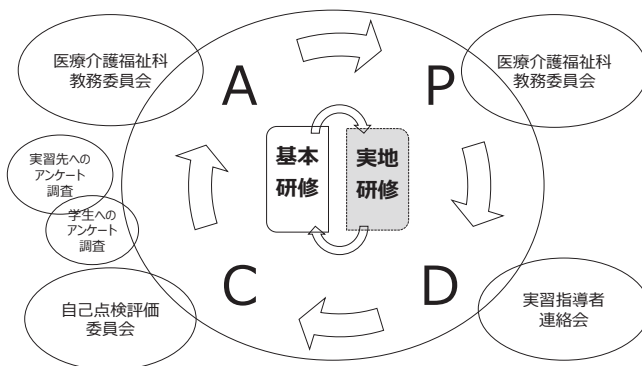 医療介護福祉科
教務委員会
A
P
医療介護福祉科
教務委員会
実習先への
アンケート
調査
学生への
アンケート
調査
基本
研修
実地
研修
C
D
自己点検評価
委員会
実習指導者
連絡会